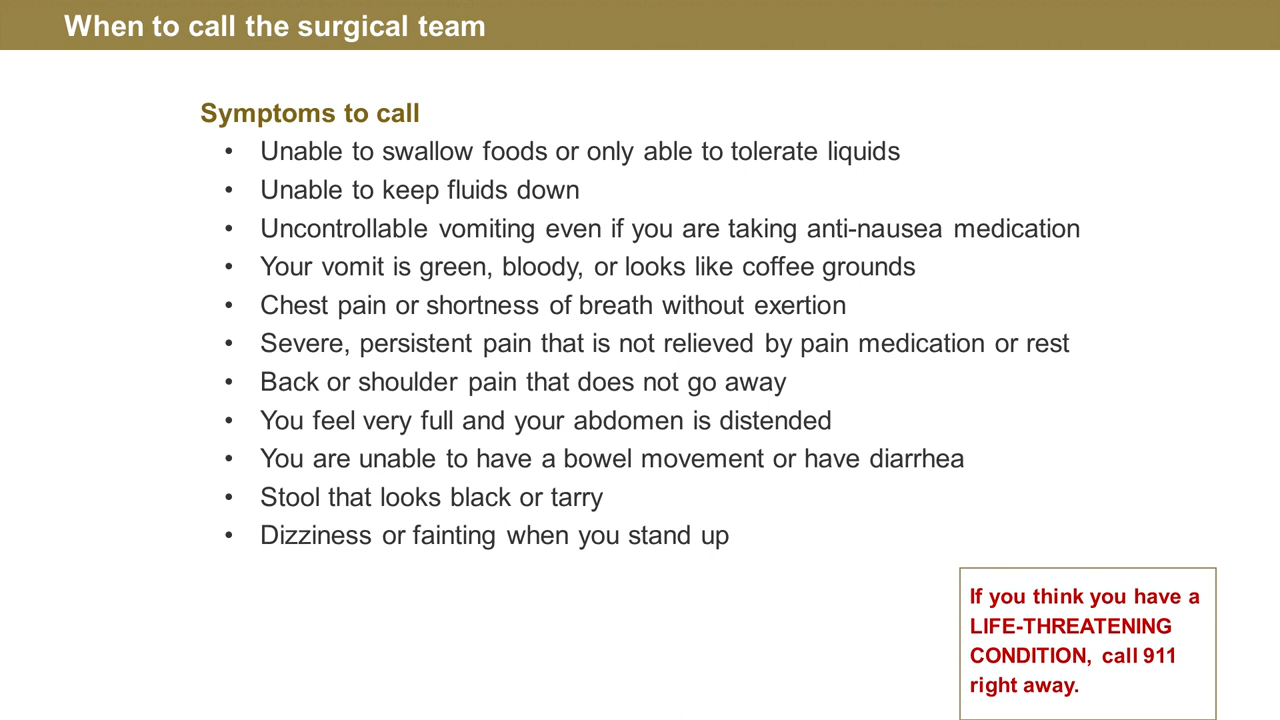 When to call the surgical team
Symptoms to call
• Unable to swallow foods or only able to tolerate liquids
• Unable to keep fluids down
• Uncontrollable vomiting even if you are taking anti-nausea medication
• Your vomit is green, bloody, or looks like coffee grounds
• Chest pain or shortness of breath without exertion
• Severe, persistent pain that is not relieved by pain medication or rest
• Back or shoulder pain that does not go away
• You feel very full and your abdomen is distended
• You are unable to have a bowel movement or have diarrhea
• Stool that looks black or tarry
• Dizziness or fainting when you stand up
If you think you have a
LIFE-THREATENING
CONDITION, call 911
right away.